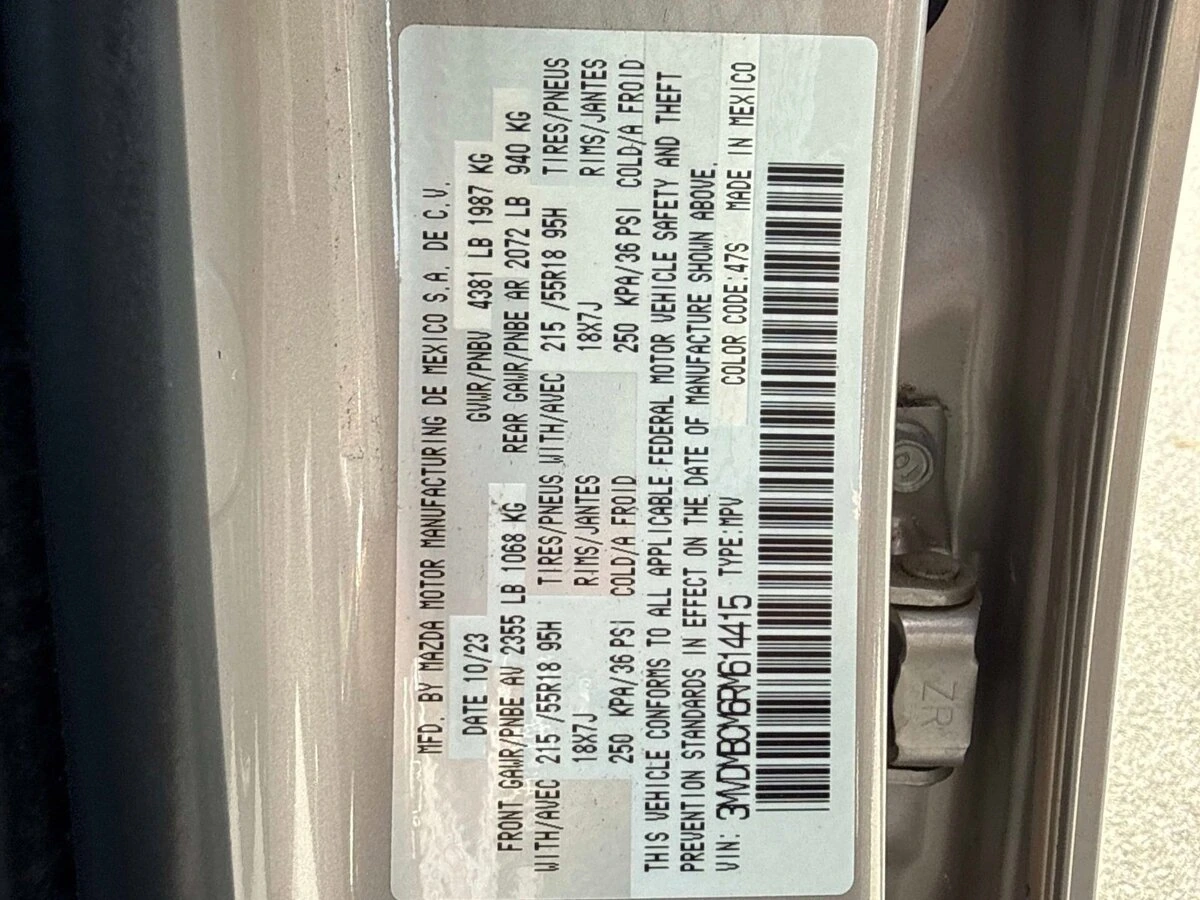 MFD. BY MAZDA MOTOR MANUFACTURING DE MEXICO S.A. DE C.V.
DATE 10/23 GVWR/PNBV 4381 LB 1987 KG
FRONT GAWR/PNBE AV 2355 LB 1068 KG REAR GAWR/PNBE AR 2072 LB 940 KG
WITH/AVEC 215 /55R18 95H TIRES/PNEUS WITH/AVEC 215 /55R18 95H TIRES/PNEUS
18X7J RIMS/JANTES 18X7J RIMS/JANTES
250 KPA/36 PSI COLD/A FROID 250 KPA/36 PSI COLD/A FROID
THIS VEHICLE CONFORMS TO ALL APPLICABLE FEDERAL MOTOR VEHICLE SAFETY AND THEFT
PREVENTION STANDARDS IN EFFECT ON THE DATE OF MANUFACTURE SHOWN ABOVE.
VIN: 3MVDMBCM6RM614415 TYPE:MPV COLOR CODE:47S MADE IN MEXICO
ZR